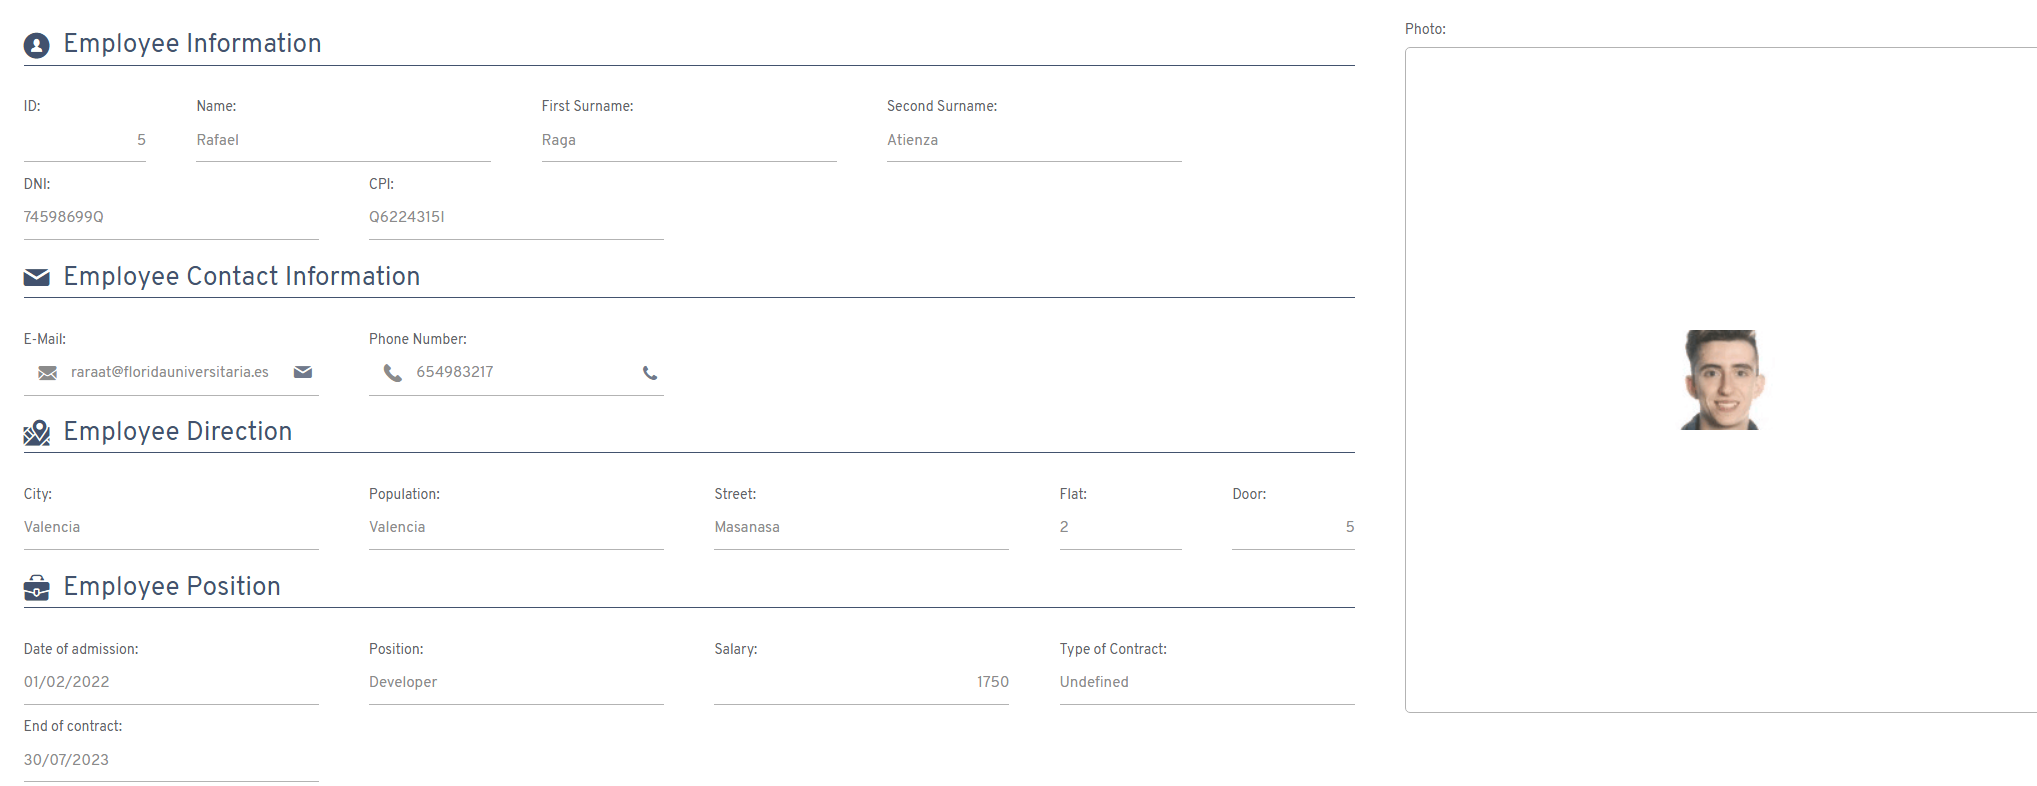 Employee Information
Photo:
ID: Name: First Surname: Second Surname:
5 Rafael Raga Atienza
DNI: CPI:
74598699Q Q6224315I
Employee Contact Information
E-Mail: Phone Number:
raraat@floridauniversitaria.es 654983217
Employee Direction
City: Population: Street: Flat: Door:
Valencia Valencia Masanasa 2 5
Employee Position
Date of admission: Position: Salary: Type of Contract:
01/02/2022 Developer 1750 Undefined
End of contract:
30/07/2023